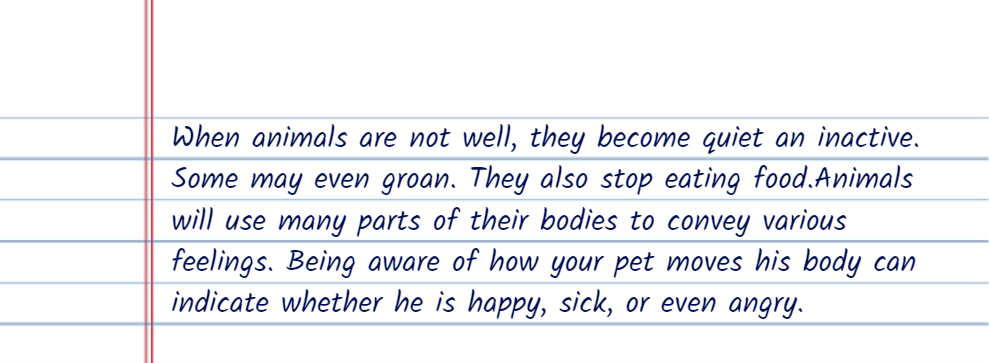 When animals are not well, they become quiet an inactive.
Some may even groan. They also stop eating food.Animals
will use many parts of their bodies to convey various
feelings. Being aware of how your pet moves his body can
indicate whether he is happy, sick, or even angry.